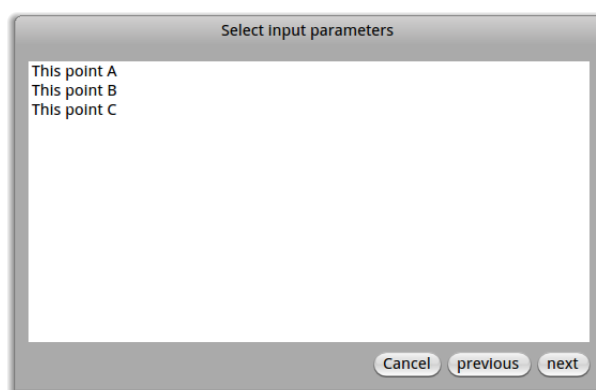 Select input parameters
This point A
This point B
This point C
Cancel previous next